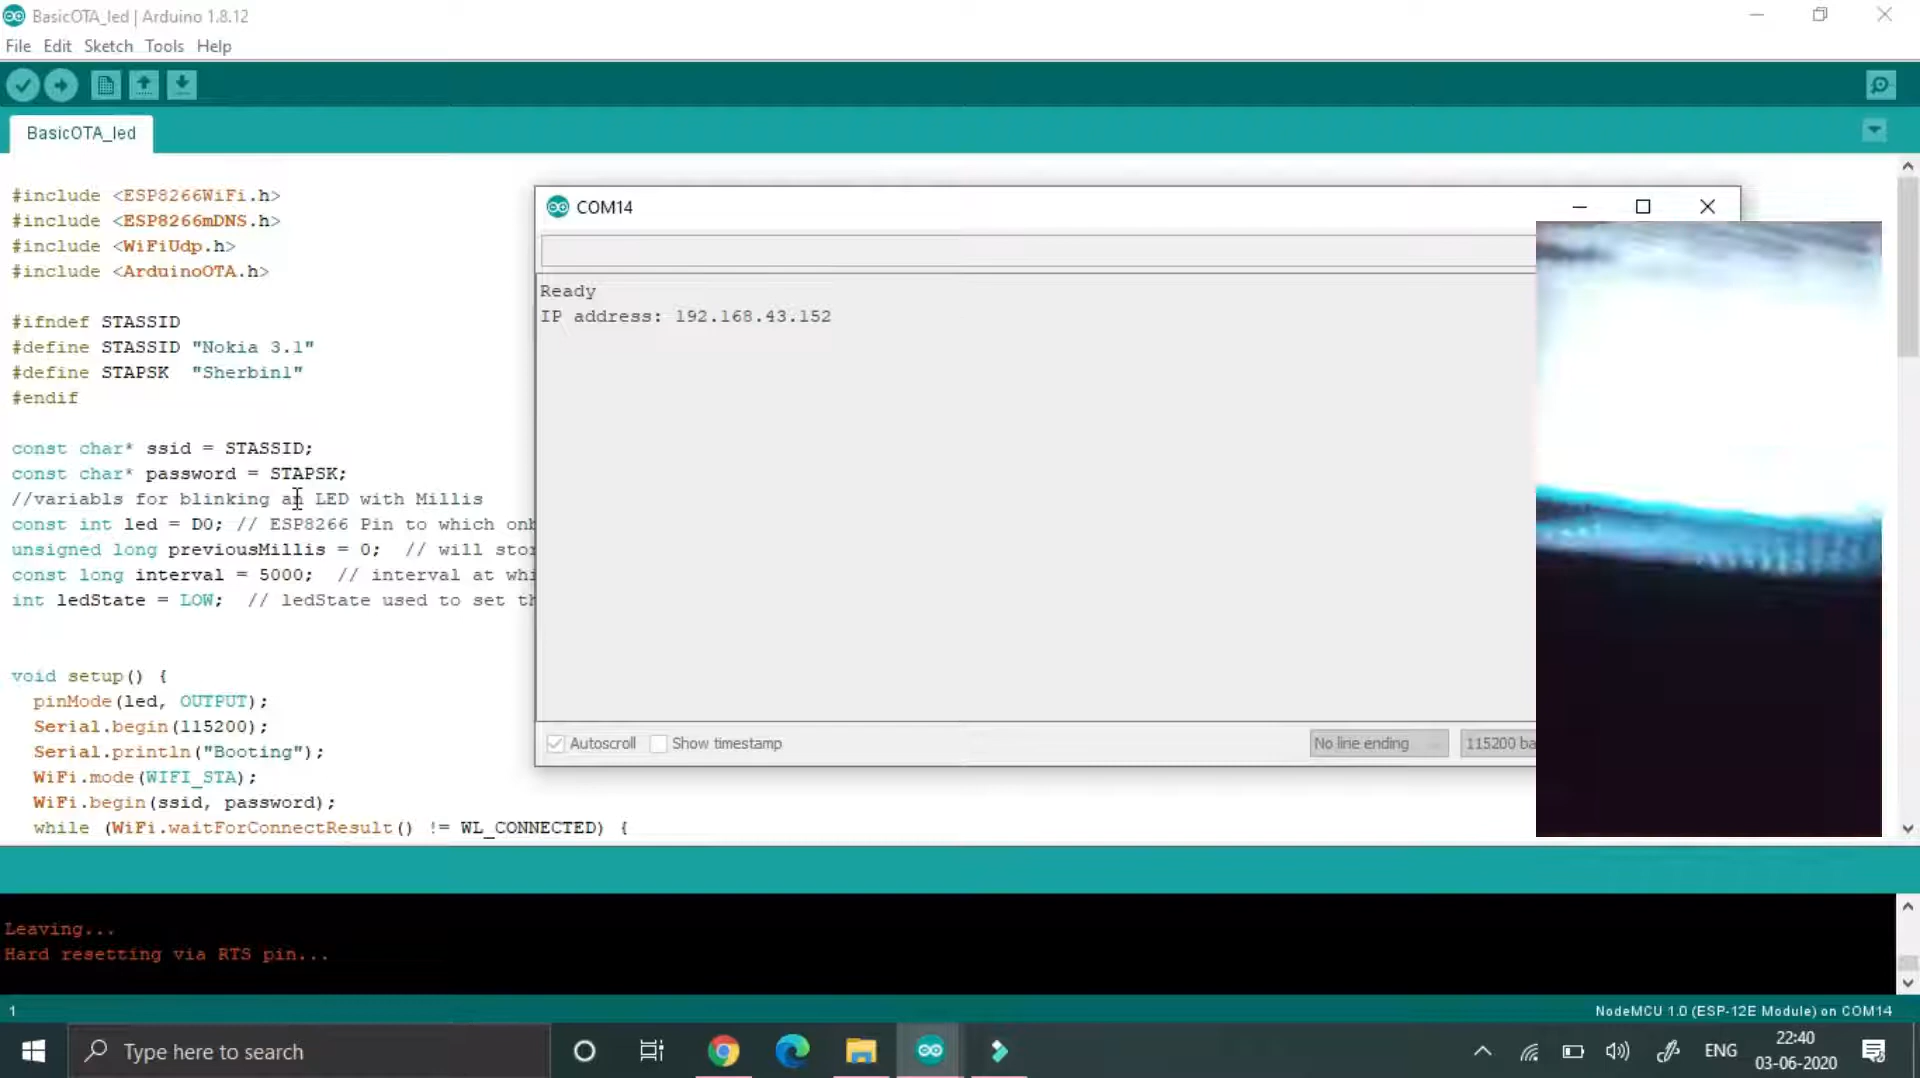 BasicOTA_led | Arduino 1.8.12
File Edit Sketch Tools Help
BasicOTA_led
#include <ESP8266WiFi.h>
#include <ESP8266mDNS.h>
#include <WiFiUdp.h>
#include <ArduinoOTA.h>
#ifndef STASSID
#define STASSID "Nokia 3.1"
#define STAPSK "Sherbin1"
#endif
const char* ssid = STASSID;
const char* password = STAPSK;
//variabls for blinking an LED with Millis
const int led = D0; // ESP8266 Pin to which onb
unsigned long previousMillis = 0; // will stor
const long interval = 5000; // interval at whi
int ledState = LOW; // ledState used to set th
void setup() {
pinMode(led, OUTPUT);
Serial.begin(115200);
Serial.println("Booting");
WiFi.mode(WIFI_STA);
WiFi.begin(ssid, password);
while (WiFi.waitForConnectResult() != WL_CONNECTED) {
COM14
Ready
IP address: 192.168.43.152
Autoscroll Show timestamp
No line ending
115200 ba
Leaving...
Hard resetting via RTS pin...
1
NodeMCU 1.0 (ESP-12E Module) on COM14
Type here to search
ENG
22:40
03-06-2020